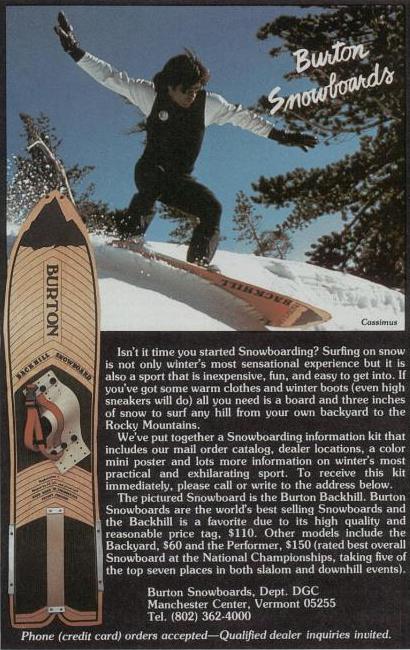 Burton
Snowboards
BURTON
BACKHILL SNOWBOARD
BACKHILL
Cassimus
Isn't it time you started Snowboarding? Surfing on snow
is not only winter's most sensational experience but it is
also a sport that is inexpensive, fun, and easy to get into. If
you've got some warm clothes and winter boots (even high
sneakers will do) all you need is a board and three inches
of snow to surf any hill from your own backyard to the
Rocky Mountains.
We've put together a Snowboarding information kit that
includes our mail order catalog, dealer locations, a color
mini poster and lots more information on winter's most
practical and exhilarating sport. To receive this kit
immediately, please call or write to the address below.
The pictured Snowboard is the Burton Backhill. Burton
Snowboards are the world's best selling Snowboards and
the Backhill is a favorite due to its high quality and
reasonable price tag, $110. Other models include the
Backyard, $60 and the Performer, $150 (rated best overall
Snowboard at the National Championships, taking five of
the top seven places in both slalom and downhill events).
Burton Snowboards, Dept. DGC
Manchester Center, Vermont 05255
Tel. (802) 362-4000
Phone (credit card) orders accepted—Qualified dealer inquiries invited.